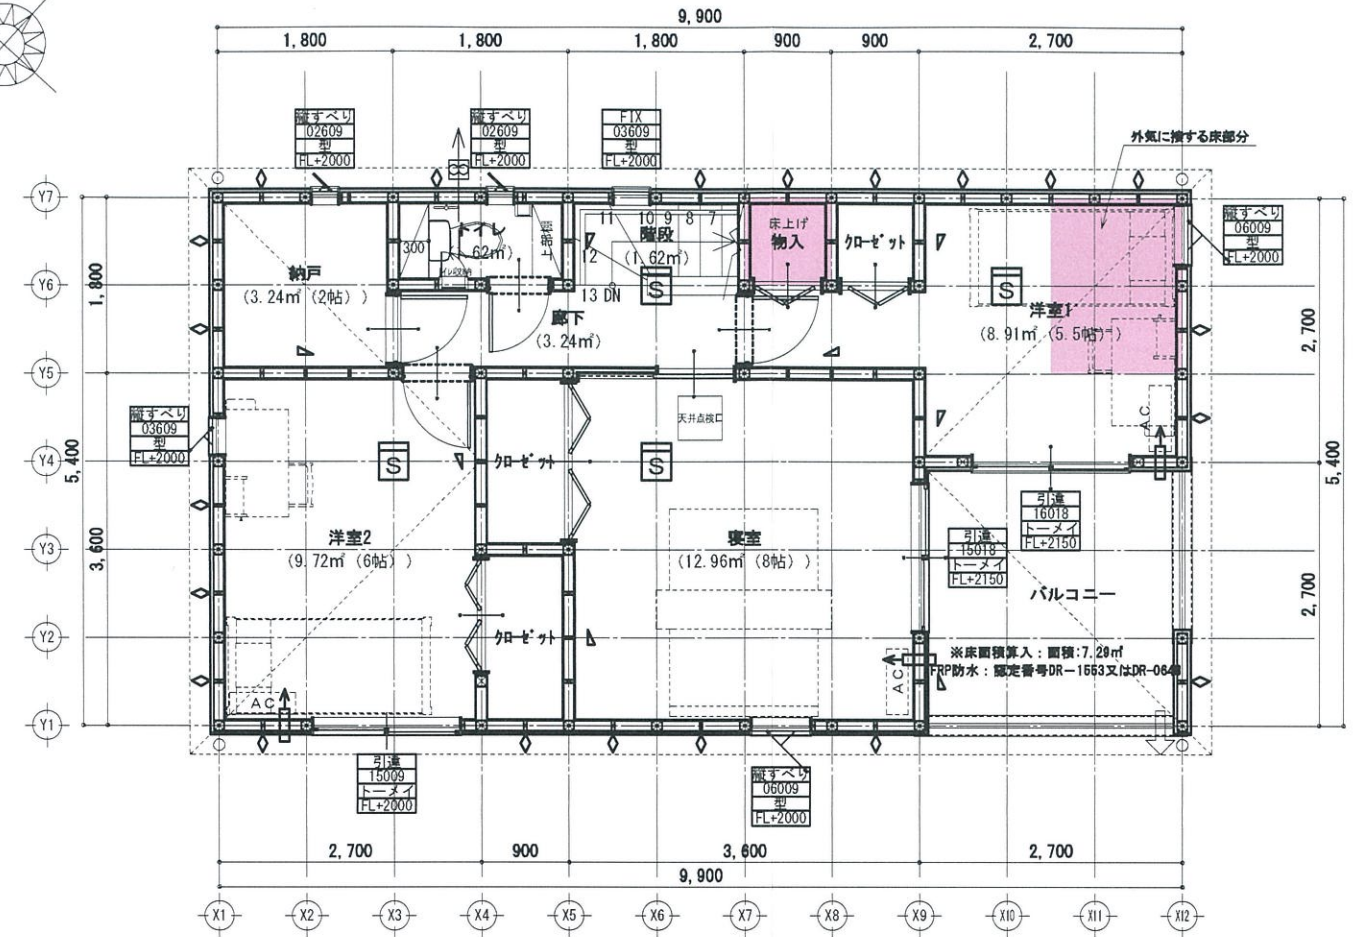 9,900
1,800 1,800 1,800 900 900 2,700
縦すべり
02609
型
FL+2000
縦すべり
02609
型
FL+2000
FIX
03609
型
FL+2000
外気に接する床部分
縦すべり
06009
型
FL+2000
Y7
Y6
Y5
Y4
Y3
Y2
Y1
1,800
5,400
3,600
2,700
5,400
2,700
納戸
(3.24㎡ (2帖) )
300
トイレ
62㎡)
11 10 9 8 7
階段
(1.62㎡)
12
13 DN
S
床上げ
物入
クローゼット
S
洋室1
(8.91㎡ (5.5帖) )
廊下
(3.24㎡)
AC
縦すべり
03609
型
FL+2000
S
クローゼット
S
天井点検口
洋室2
(9.72㎡ (6帖) )
寝室
(12.96㎡ (8帖) )
引違
16018
トーメイ
FL+2150
引違
15018
トーメイ
FL+2150
バルコニー
クローゼット
※床面積算入：面積:7.29㎡
FRP防水：認定番号DR-1553又はDR-064
AC
AC
引違
15009
トーメイ
FL+2000
縦すべり
06009
型
FL+2000
2,700 900 3,600 2,700
9,900
X1 X2 X3 X4 X5 X6 X7 X8 X9 X10 X11 X12